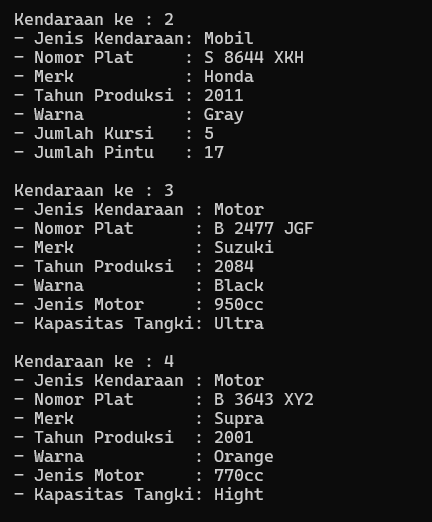 Kendaraan ke : 2
- Jenis Kendaraan: Mobil
- Nomor Plat     : S 8644 XKH
- Merk           : Honda
- Tahun Produksi : 2011
- Warna          : Gray
- Jumlah Kursi   : 5
- Jumlah Pintu   : 17

Kendaraan ke : 3
- Jenis Kendaraan : Motor
- Nomor Plat      : B 2477 JGF
- Merk            : Suzuki
- Tahun Produksi  : 2084
- Warna           : Black
- Jenis Motor     : 950cc
- Kapasitas Tangki: Ultra

Kendaraan ke : 4
- Jenis Kendaraan : Motor
- Nomor Plat      : B 3643 XY2
- Merk            : Supra
- Tahun Produksi  : 2001
- Warna           : Orange
- Jenis Motor     : 770cc
- Kapasitas Tangki: Hight